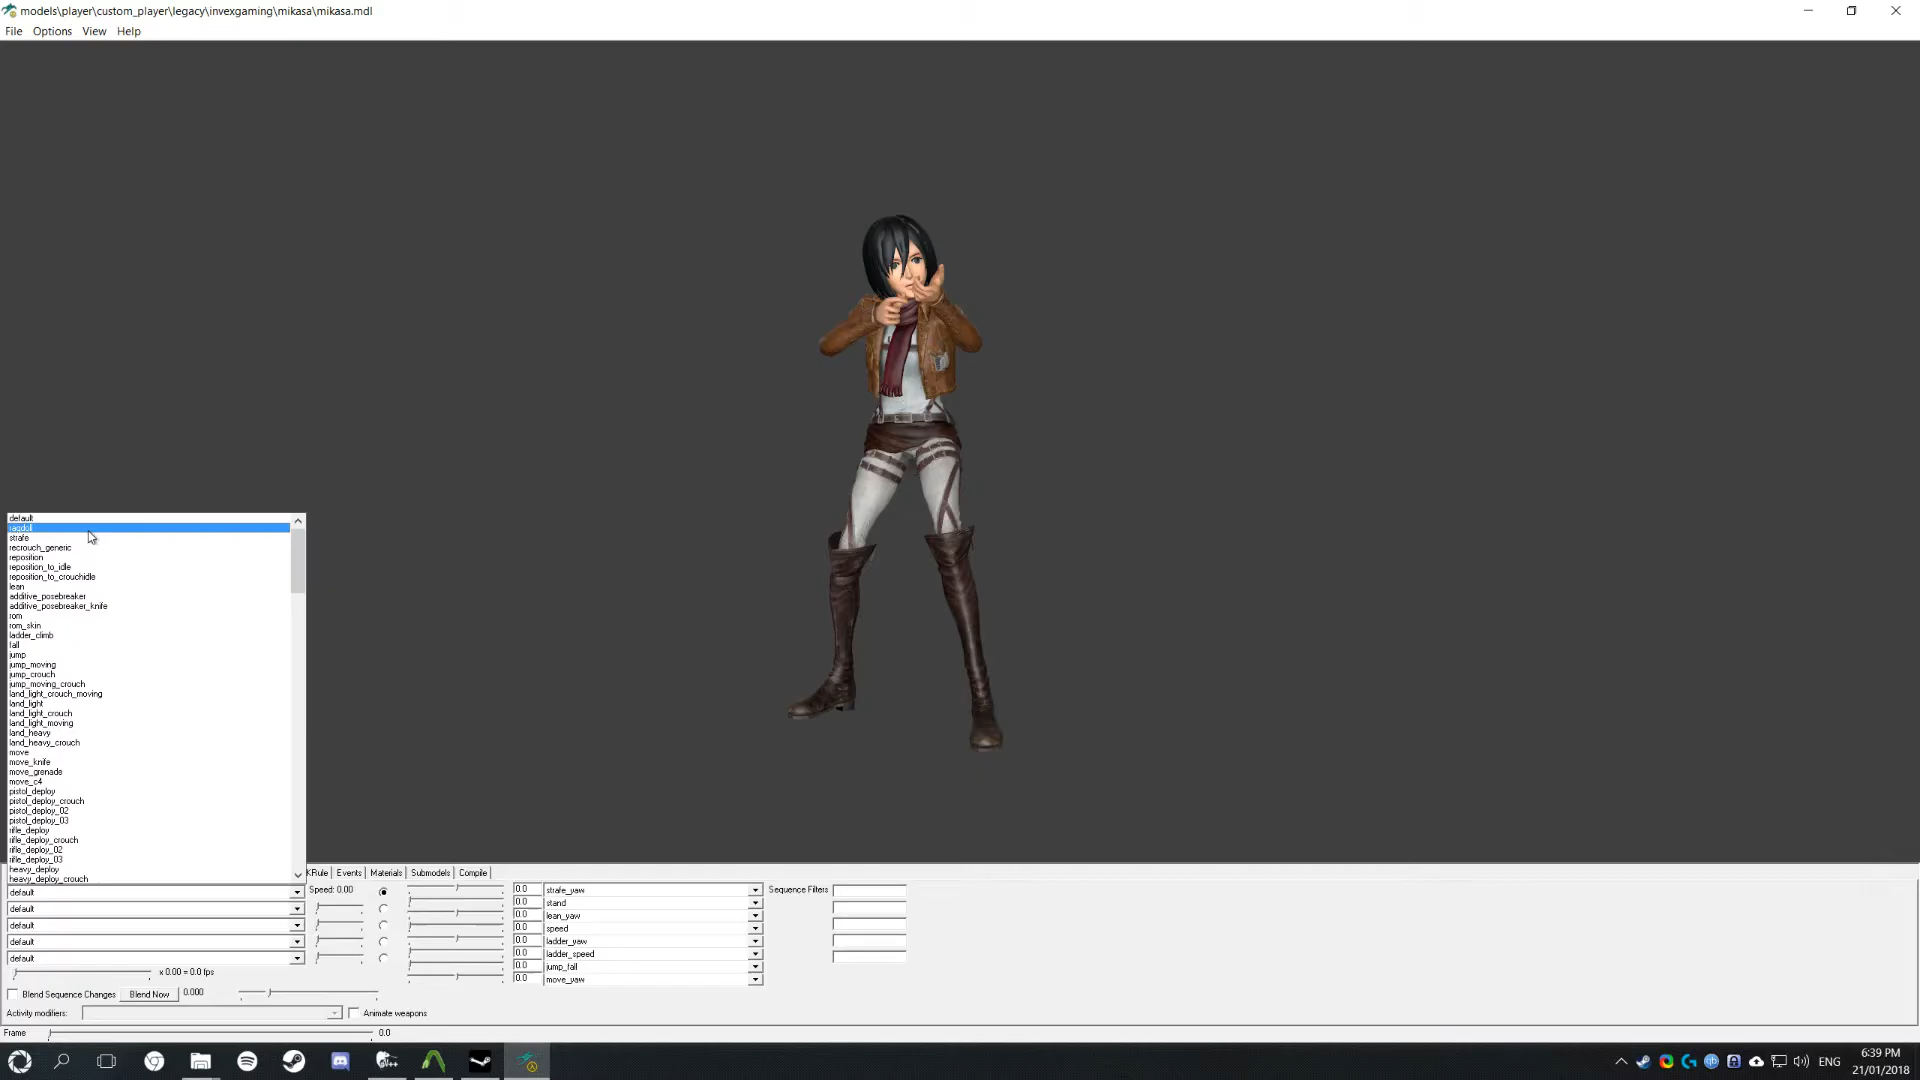 models\player\custom_player\legacy\invexgaming\mikasa\mikasa.mdl
File Options View Help
default
ragdoll
strafe
recrouch_generic
reposition
reposition_to_idle
reposition_to_crouchidle
lean
additive_posebreaker
additive_posebreaker_knife
rom
rom_skin
ladder_climb
fall
jump
jump_moving
jump_crouch
jump_moving_crouch
land_light_crouch_moving
land_light
land_light_crouch
land_light_moving
land_heavy
land_heavy_crouch
move
move_knife
move_grenade
move_c4
pistol_deploy
pistol_deploy_crouch
pistol_deploy_02
pistol_deploy_03
rifle_deploy
rifle_deploy_crouch
rifle_deploy_02
rifle_deploy_03
heavy_deploy
heavy_deploy_crouch
KRule Events Materials Submodels Compile
default Speed: 0.00 0.0 strafe_yaw Sequence Filters
0.0 stand
default 0.0 lean_yaw
default 0.0 speed
default 0.0 ladder_yaw
default 0.0 ladder_speed
x 0.00 = 0.0 fps 0.0 jump_fall
0.0 move_yaw
Blend Sequence Changes Blend Now 0.000
Activity modifiers: Animate weapons
Frame 0.0
ENG
6:39 PM
21/01/2018